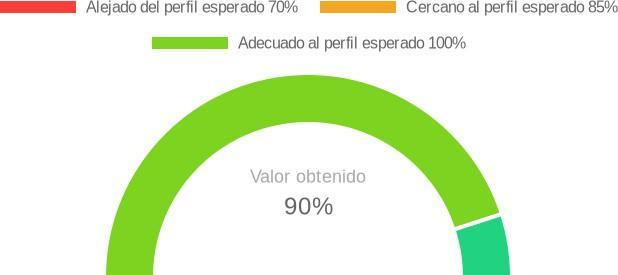 Alejado del perfil esperado 70% Cercano al perfil esperado 85%
Adecuado al perfil esperado 100%
Valor obtenido
90%